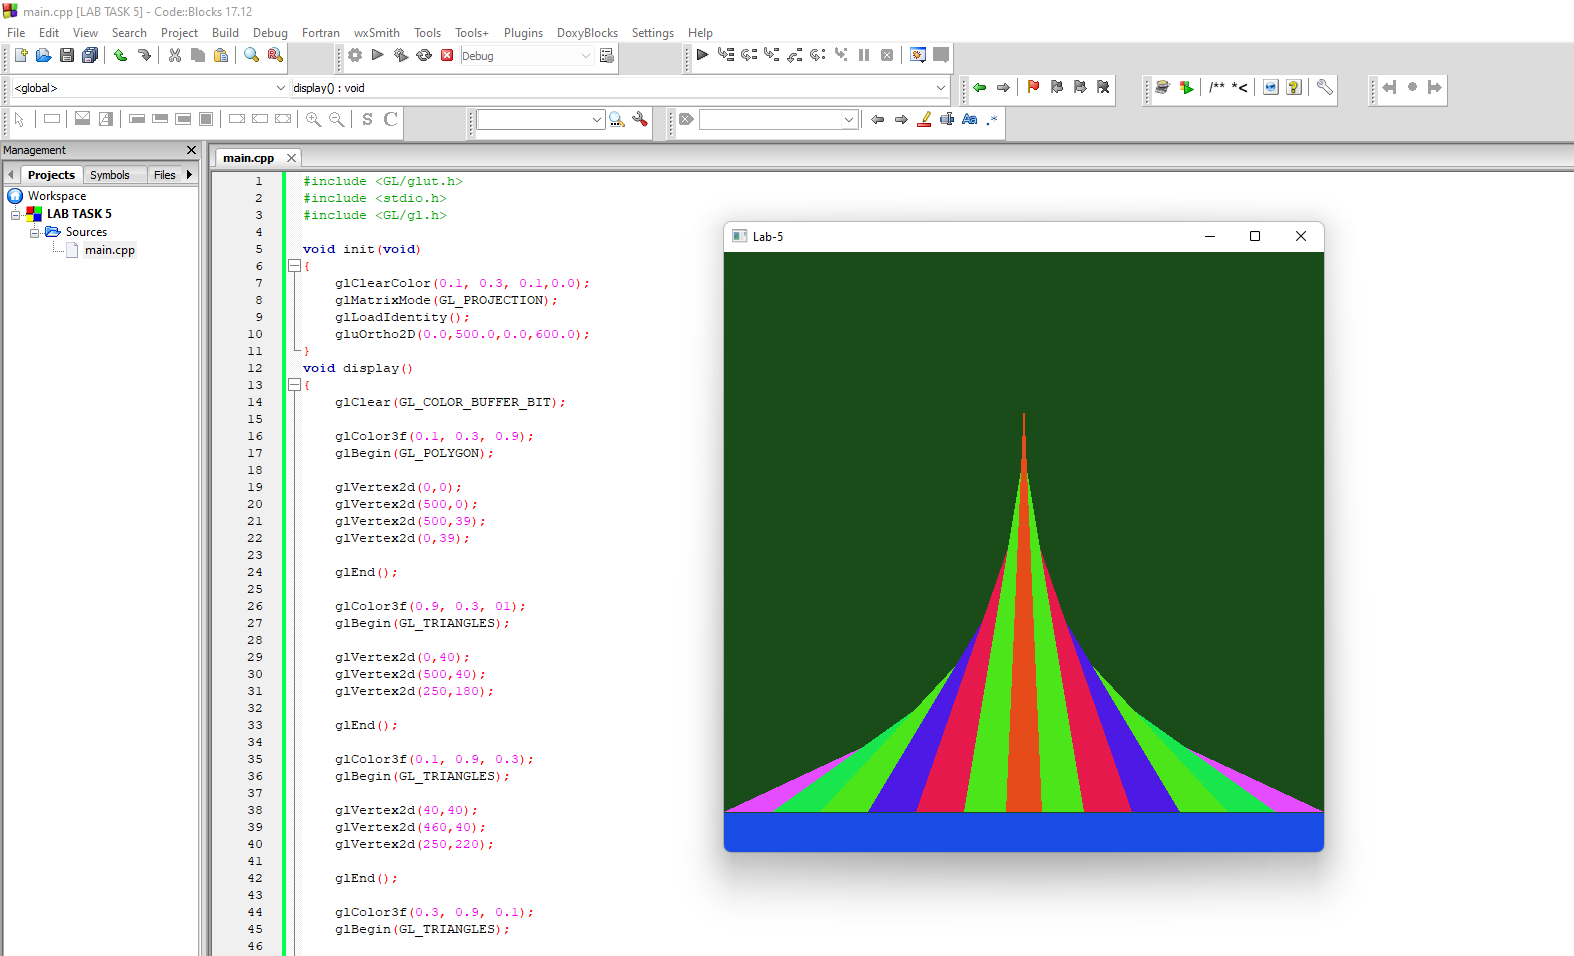 main.cpp [LAB TASK 5] - Code::Blocks 17.12
File Edit View Search Project Build Debug Fortran wxSmith Tools Tools+ Plugins DoxyBlocks Settings Help
Debug
<global> display() : void
/** *<
S C
Aa .*
Management
Projects Symbols Files
main.cpp
Workspace
LAB TASK 5
Sources
main.cpp
1 #include <GL/glut.h>
2 #include <stdio.h>
3 #include <GL/gl.h>
4
5 void init(void)
6 {
7 glClearColor(0.1, 0.3, 0.1,0.0);
8 glMatrixMode(GL_PROJECTION);
9 glLoadIdentity();
10 gluOrtho2D(0.0,500.0,0.0,600.0);
11 }
12 void display()
13 {
14 glClear(GL_COLOR_BUFFER_BIT);
15
16 glColor3f(0.1, 0.3, 0.9);
17 glBegin(GL_POLYGON);
18
19 glVertex2d(0,0);
20 glVertex2d(500,0);
21 glVertex2d(500,39);
22 glVertex2d(0,39);
23
24 glEnd();
25
26 glColor3f(0.9, 0.3, 01);
27 glBegin(GL_TRIANGLES);
28
29 glVertex2d(0,40);
30 glVertex2d(500,40);
31 glVertex2d(250,180);
32
33 glEnd();
34
35 glColor3f(0.1, 0.9, 0.3);
36 glBegin(GL_TRIANGLES);
37
38 glVertex2d(40,40);
39 glVertex2d(460,40);
40 glVertex2d(250,220);
41
42 glEnd();
43
44 glColor3f(0.3, 0.9, 0.1);
45 glBegin(GL_TRIANGLES);
46
Lab-5